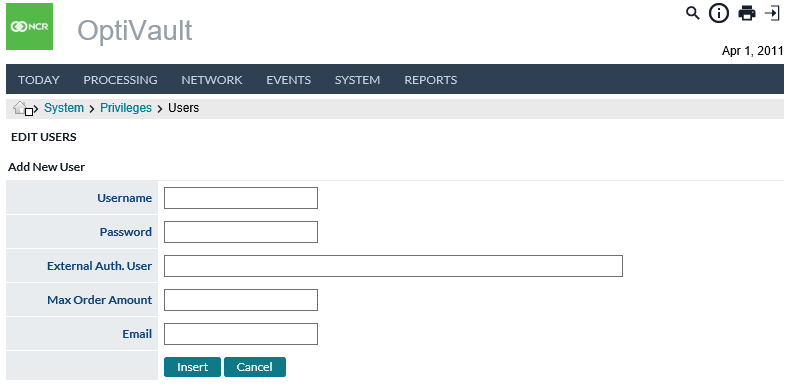 NCR
OptiVault
Apr 1, 2011
TODAY PROCESSING NETWORK EVENTS SYSTEM REPORTS
System > Privileges > Users
EDIT USERS
Add New User
Username
Password
External Auth. User
Max Order Amount
Email
Insert Cancel